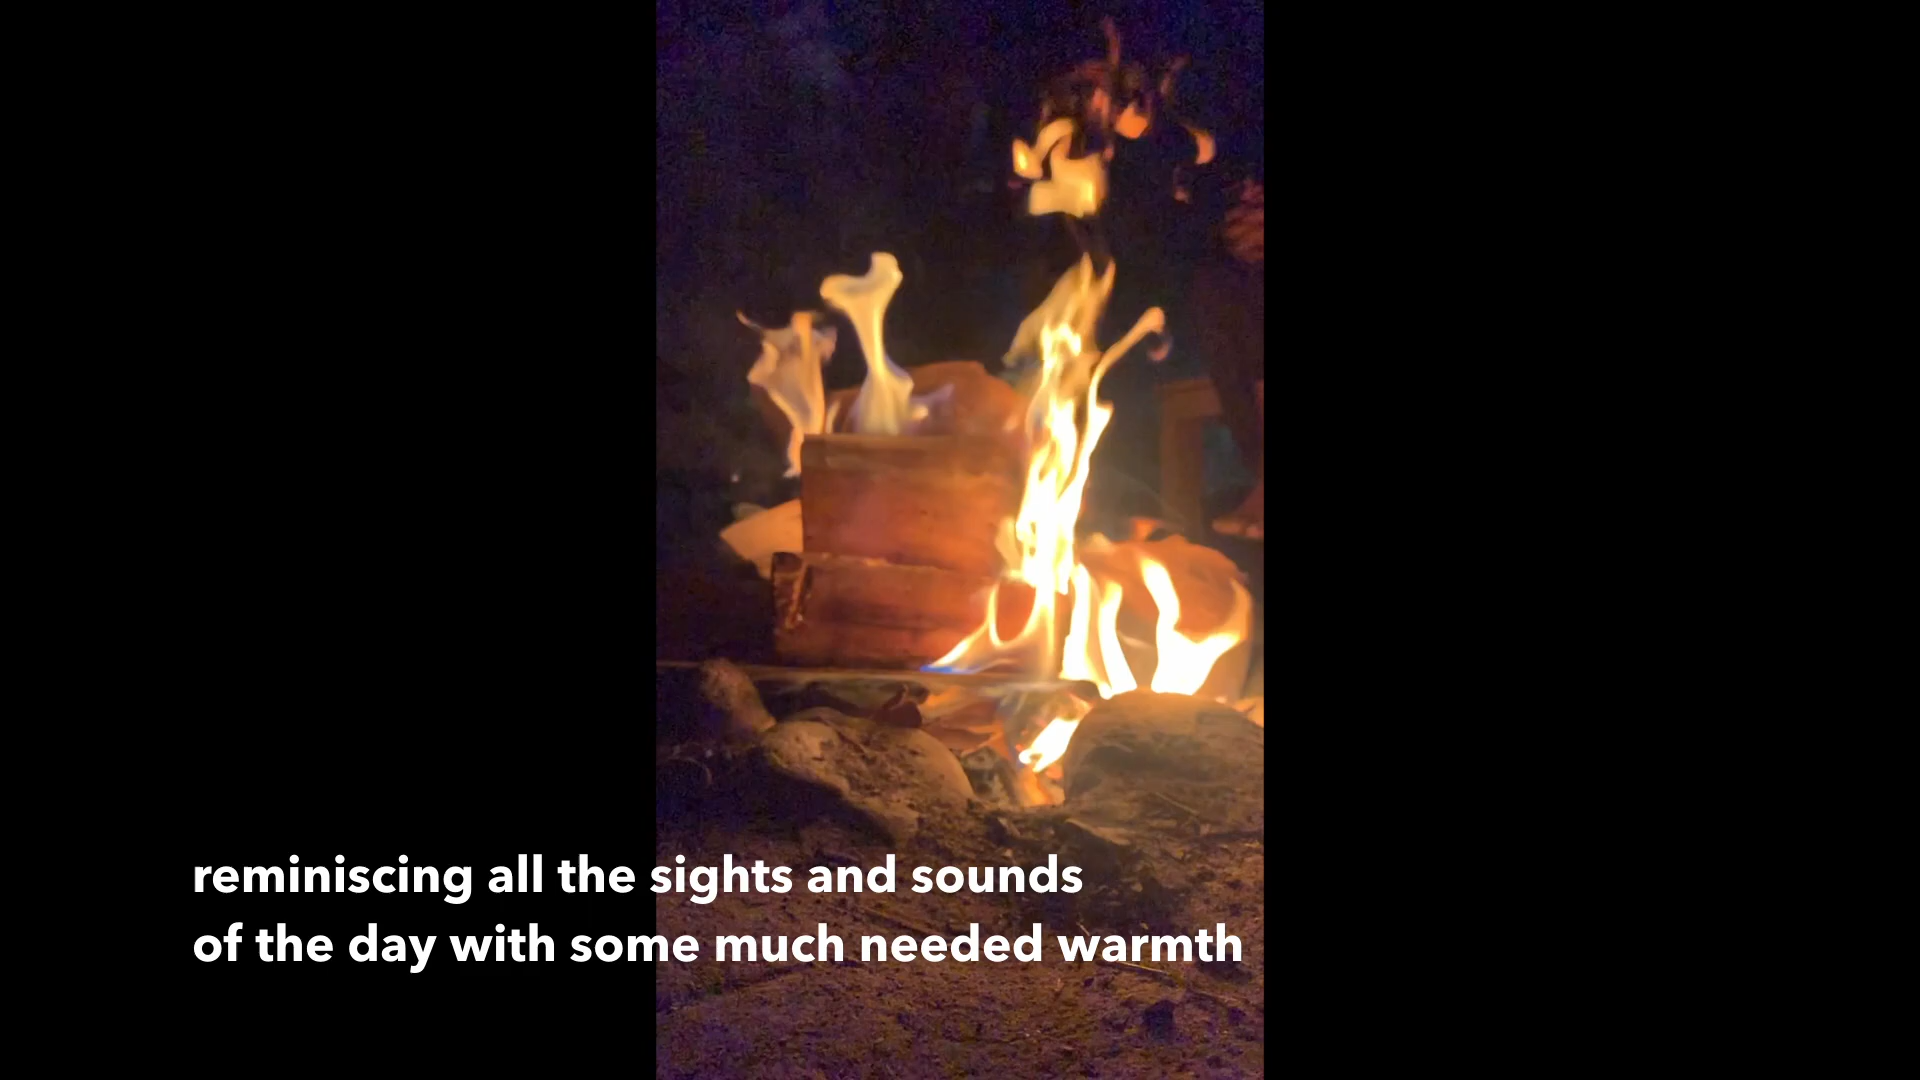 reminiscing all the sights and sounds
of the day with some much needed warmth